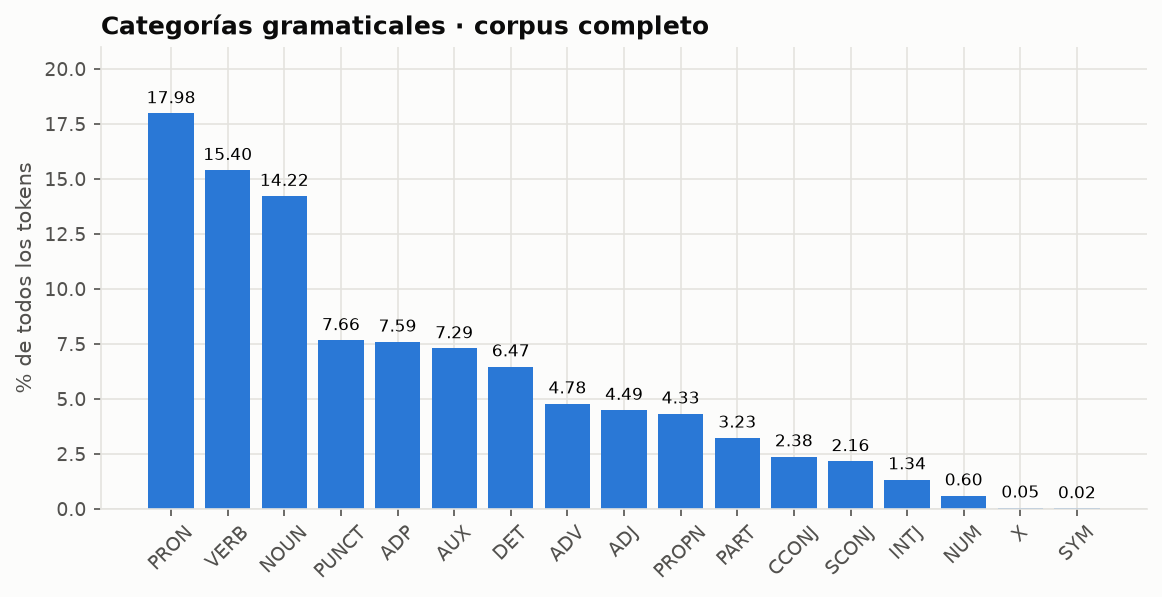 Categorías gramaticales · corpus completo
% de todos los tokens
20.0
17.5
15.0
12.5
10.0
7.5
5.0
2.5
0.0
17.98
15.40
14.22
7.66
7.59
7.29
6.47
4.78
4.49
4.33
3.23
2.38
2.16
1.34
0.60
0.05
0.02
PRON
VERB
NOUN
PUNCT
ADP
AUX
DET
ADV
ADJ
PROPN
PART
CCONJ
SCONJ
INTJ
NUM
X
SYM